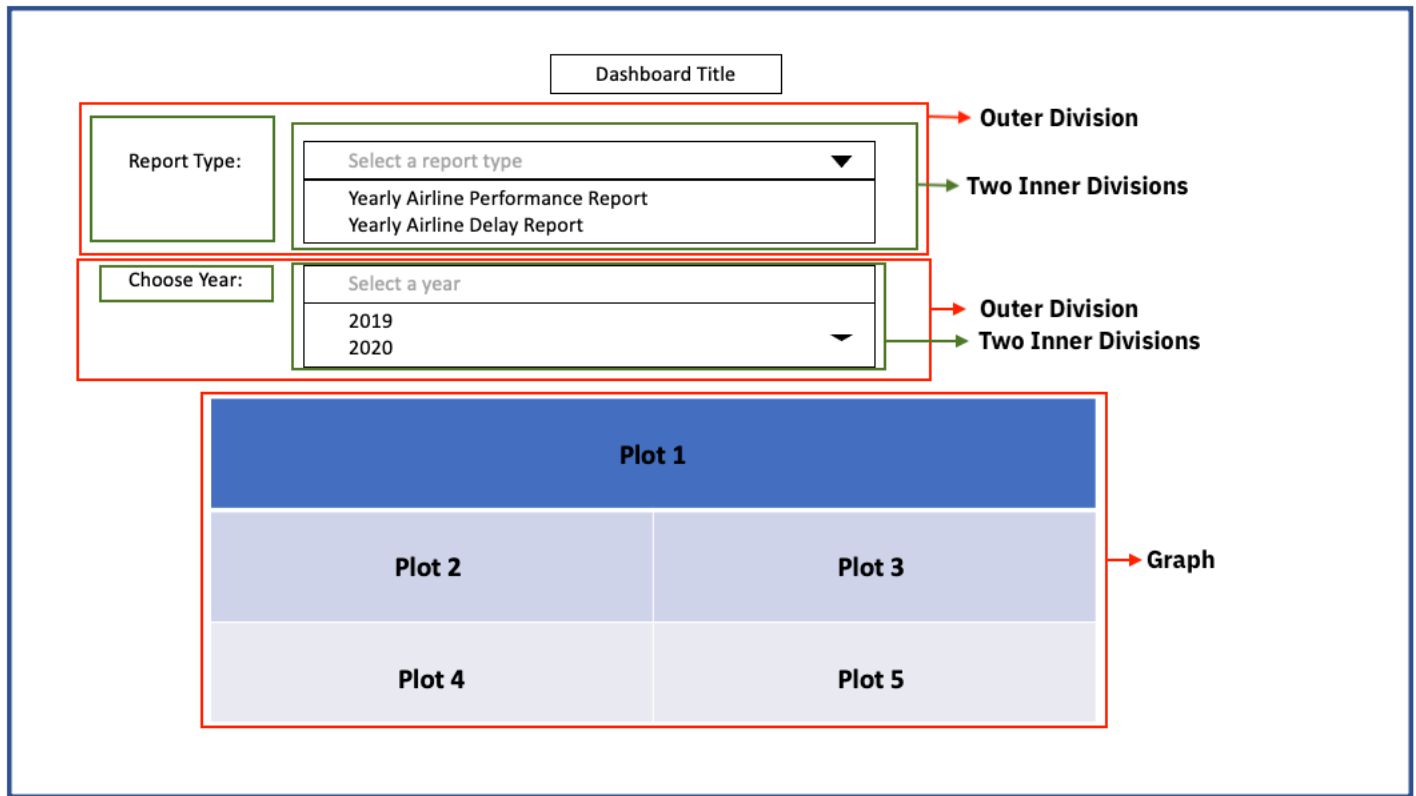 Dashboard Title
Outer Division
Report Type:
Select a report type
Two Inner Divisions
Yearly Airline Performance Report
Yearly Airline Delay Report
Choose Year:
Select a year
Outer Division
2019
Two Inner Divisions
2020
Plot 1
Plot 2
Plot 3
Graph
Plot 4
Plot 5